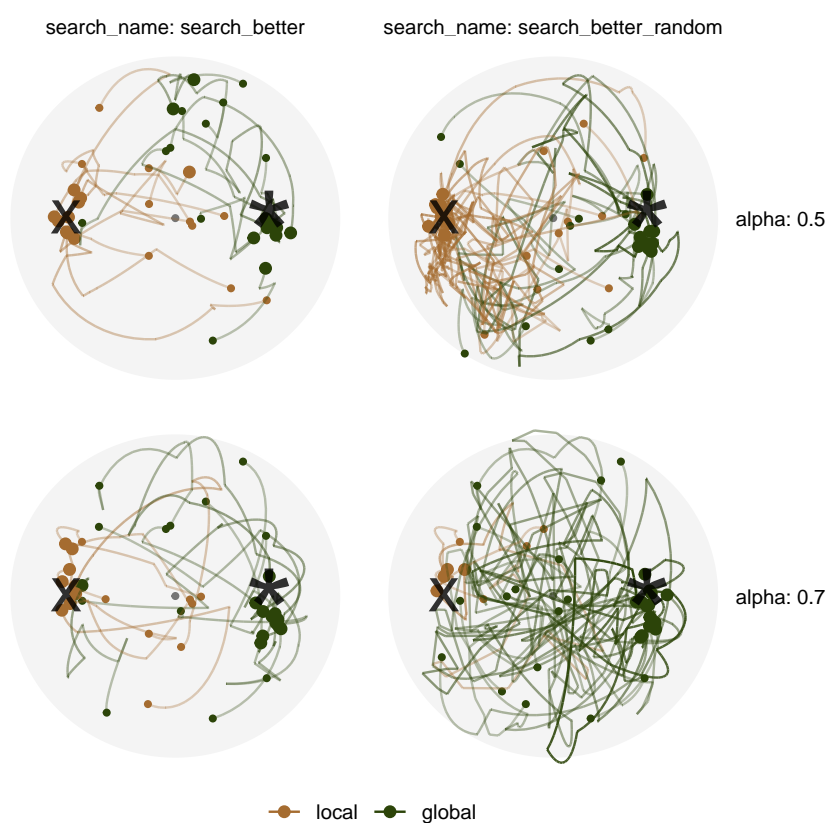 search_name: search_better
search_name: search_better_random
alpha: 0.5
x
*
x
*
alpha: 0.7
x
*
x
*
local
global